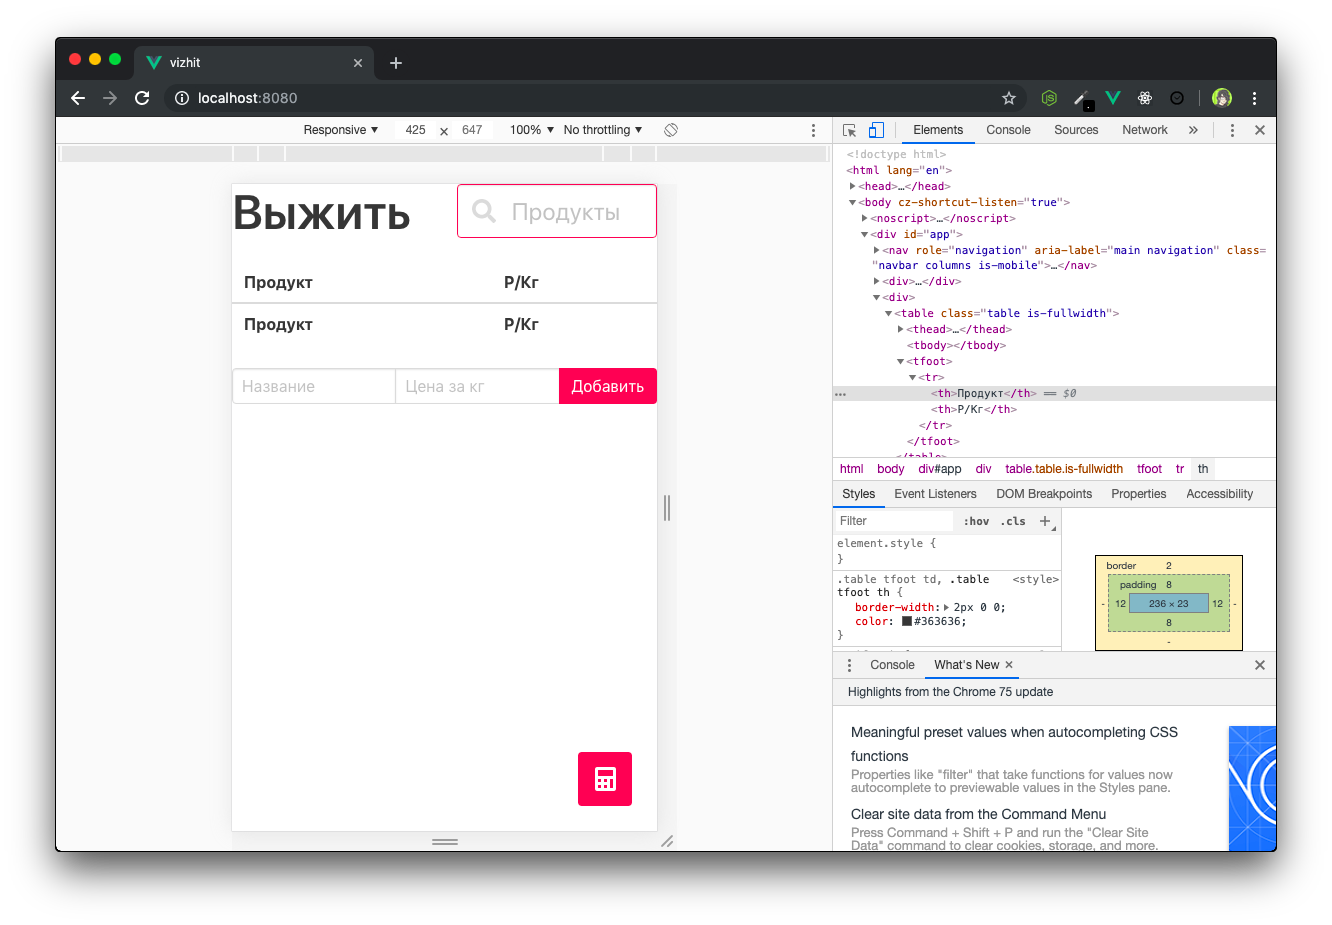 vizhit
localhost:8080
Responsive 425 × 647 100% No throttling
Выжить
Продукты
Продукт Р/Кг
Продукт Р/Кг
Название Цена за кг Добавить
Elements Console Sources Network »
<!doctype html>
<html lang="en">
<head>…</head>
<body cz-shortcut-listen="true">
<noscript>…</noscript>
<div id="app">
<nav role="navigation" aria-label="main navigation" class=
"navbar columns is-mobile">…</nav>
<div>…</div>
<div>
<table class="table is-fullwidth">
<thead>…</thead>
<tbody></tbody>
<tfoot>
<tr>
<th>Продукт</th> == $0
<th>Р/Кг</th>
</tr>
</tfoot>
</table>
html body div#app div table.table.is-fullwidth tfoot tr th
Styles Event Listeners DOM Breakpoints Properties Accessibility
Filter :hov .cls +
element.style {
}
.table tfoot td, .table <style>
tfoot th {
border-width: 2px 0 0;
color: #363636;
}
border 2
padding 8
- 12 236 × 23 12 -
8
-
Console What's New ×
Highlights from the Chrome 75 update
Meaningful preset values when autocompleting CSS
functions
Properties like "filter" that take functions for values now
autocomplete to previewable values in the Styles pane.
Clear site data from the Command Menu
Press Command + Shift + P and run the "Clear Site
Data" command to clear cookies, storage, and more.